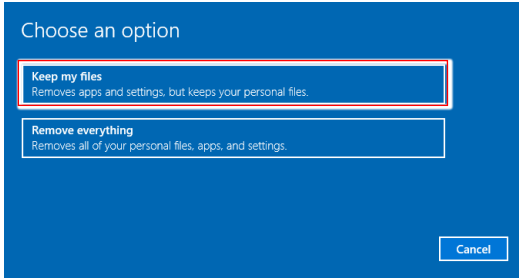 Choose an option
Keep my files
Removes apps and settings, but keeps your personal files.
Remove everything
Removes all of your personal files, apps, and settings.
Cancel